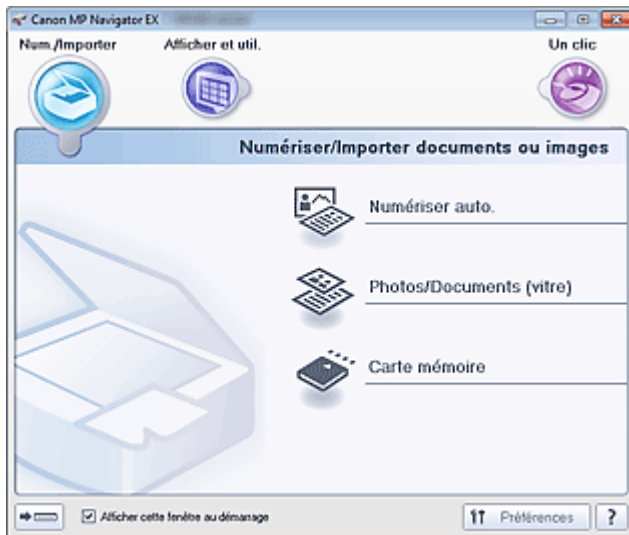 Canon MP Navigator EX
Num./Importer
Afficher et util.
Un clic
Numériser/Importer documents ou images
Numériser auto.
Photos/Documents (vitre)
Carte mémoire
Afficher cette fenêtre au démarrage
Préférences
?